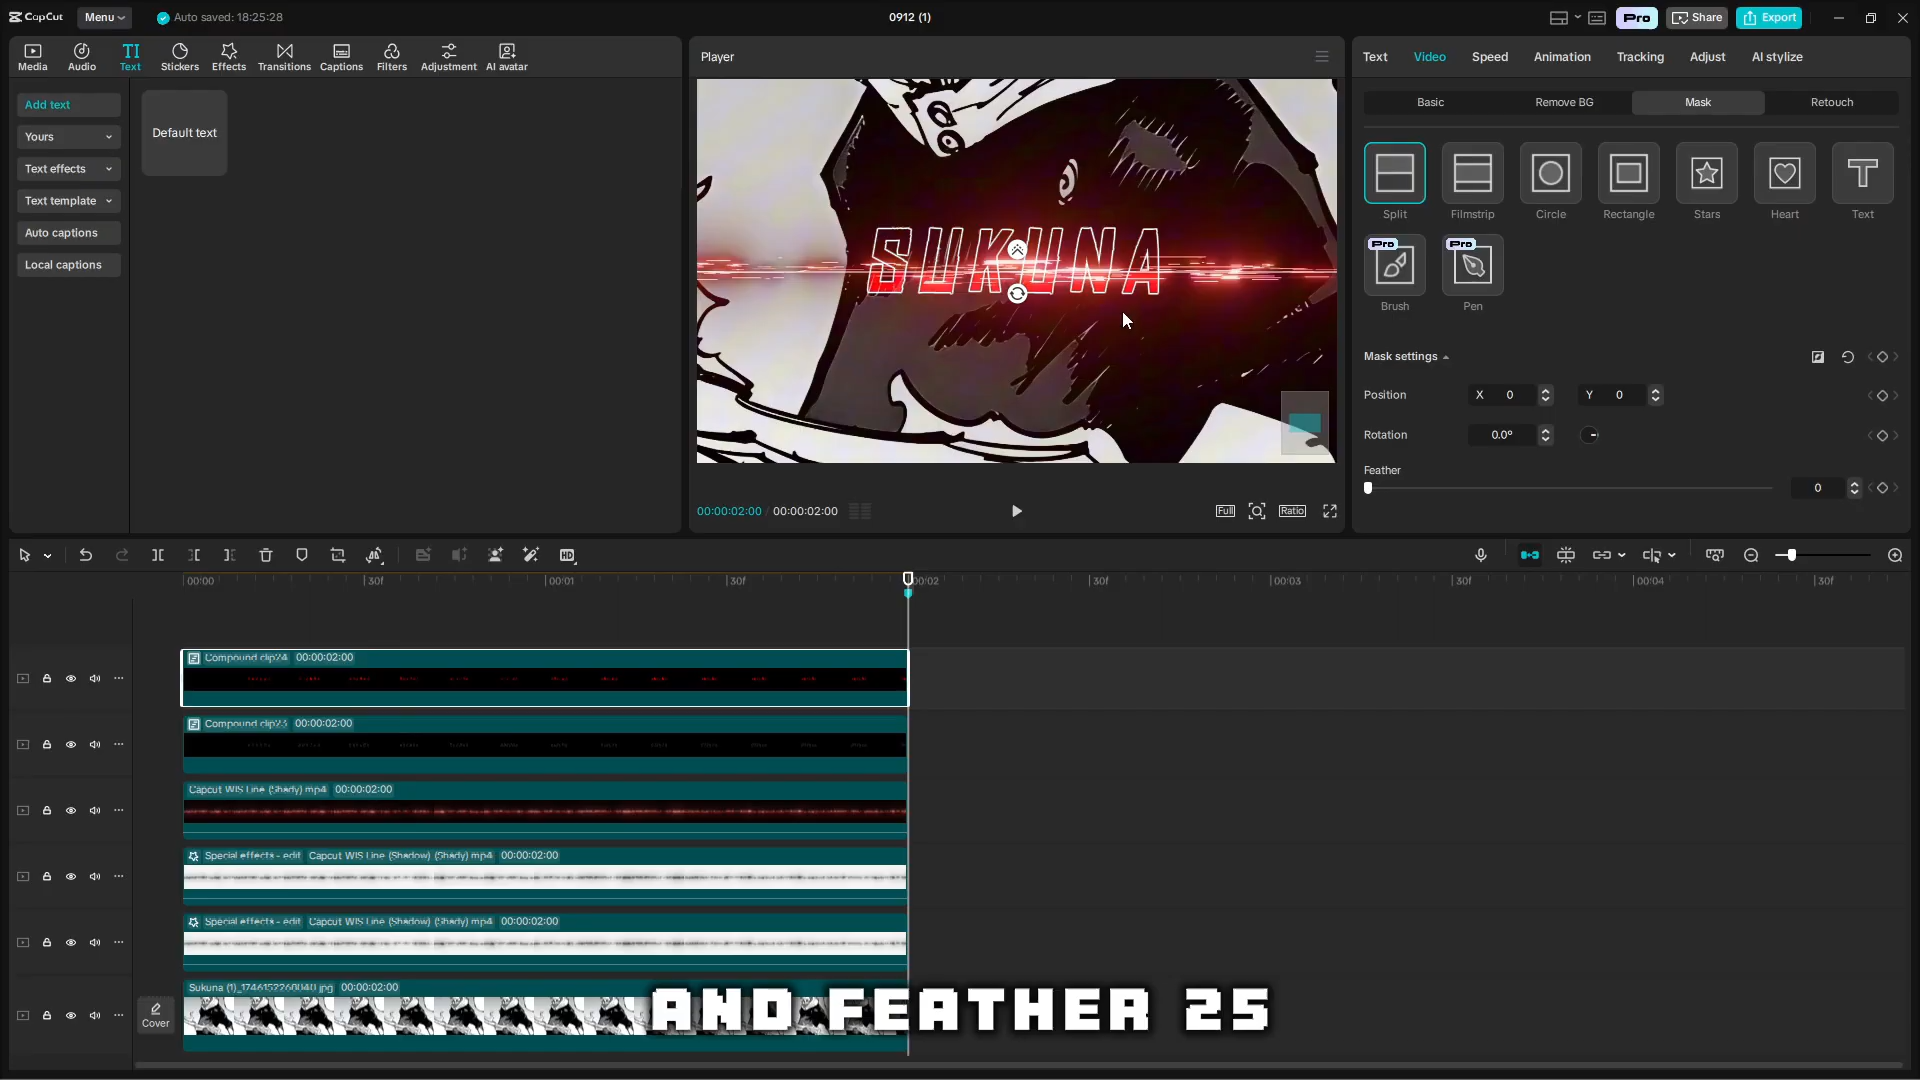 CapCut
Menu
Auto saved: 18:25:28
0912 (1)
Pro
Share
Export
Media
Audio
TI
Text
Stickers
Effects
Transitions
Captions
Filters
Adjustment
AI avatar
Add text
Yours
Text effects
Text template
Auto captions
Local captions
Default text
Player
SUKUNA
00:00:02:00 / 00:00:02:00
Full
Ratio
Text
Video
Speed
Animation
Tracking
Adjust
AI stylize
Basic
Remove BG
Mask
Retouch
Split
Filmstrip
Circle
Rectangle
Stars
Heart
T
Text
Pro
Brush
Pro
Pen
Mask settings
Position
X 0
Y 0
Rotation
0.0°
Feather
0
HD
00:00
30f
00:01
30f
00:02
30f
00:03
30f
00:04
30f
Compound clip24 00:00:02:00
Compound clip23 00:00:02:00
Capcut WIS Line (Shady).mp4 00:00:02:00
Special effects - edit Capcut WIS Line (Shadow) (Shady).mp4 00:00:02:00
Special effects - edit Capcut WIS Line (Shadow) (Shady).mp4 00:00:02:00
Cover
Sukuna (1)_1746152268040.jpg 00:00:02:00
AND FEATHER 25